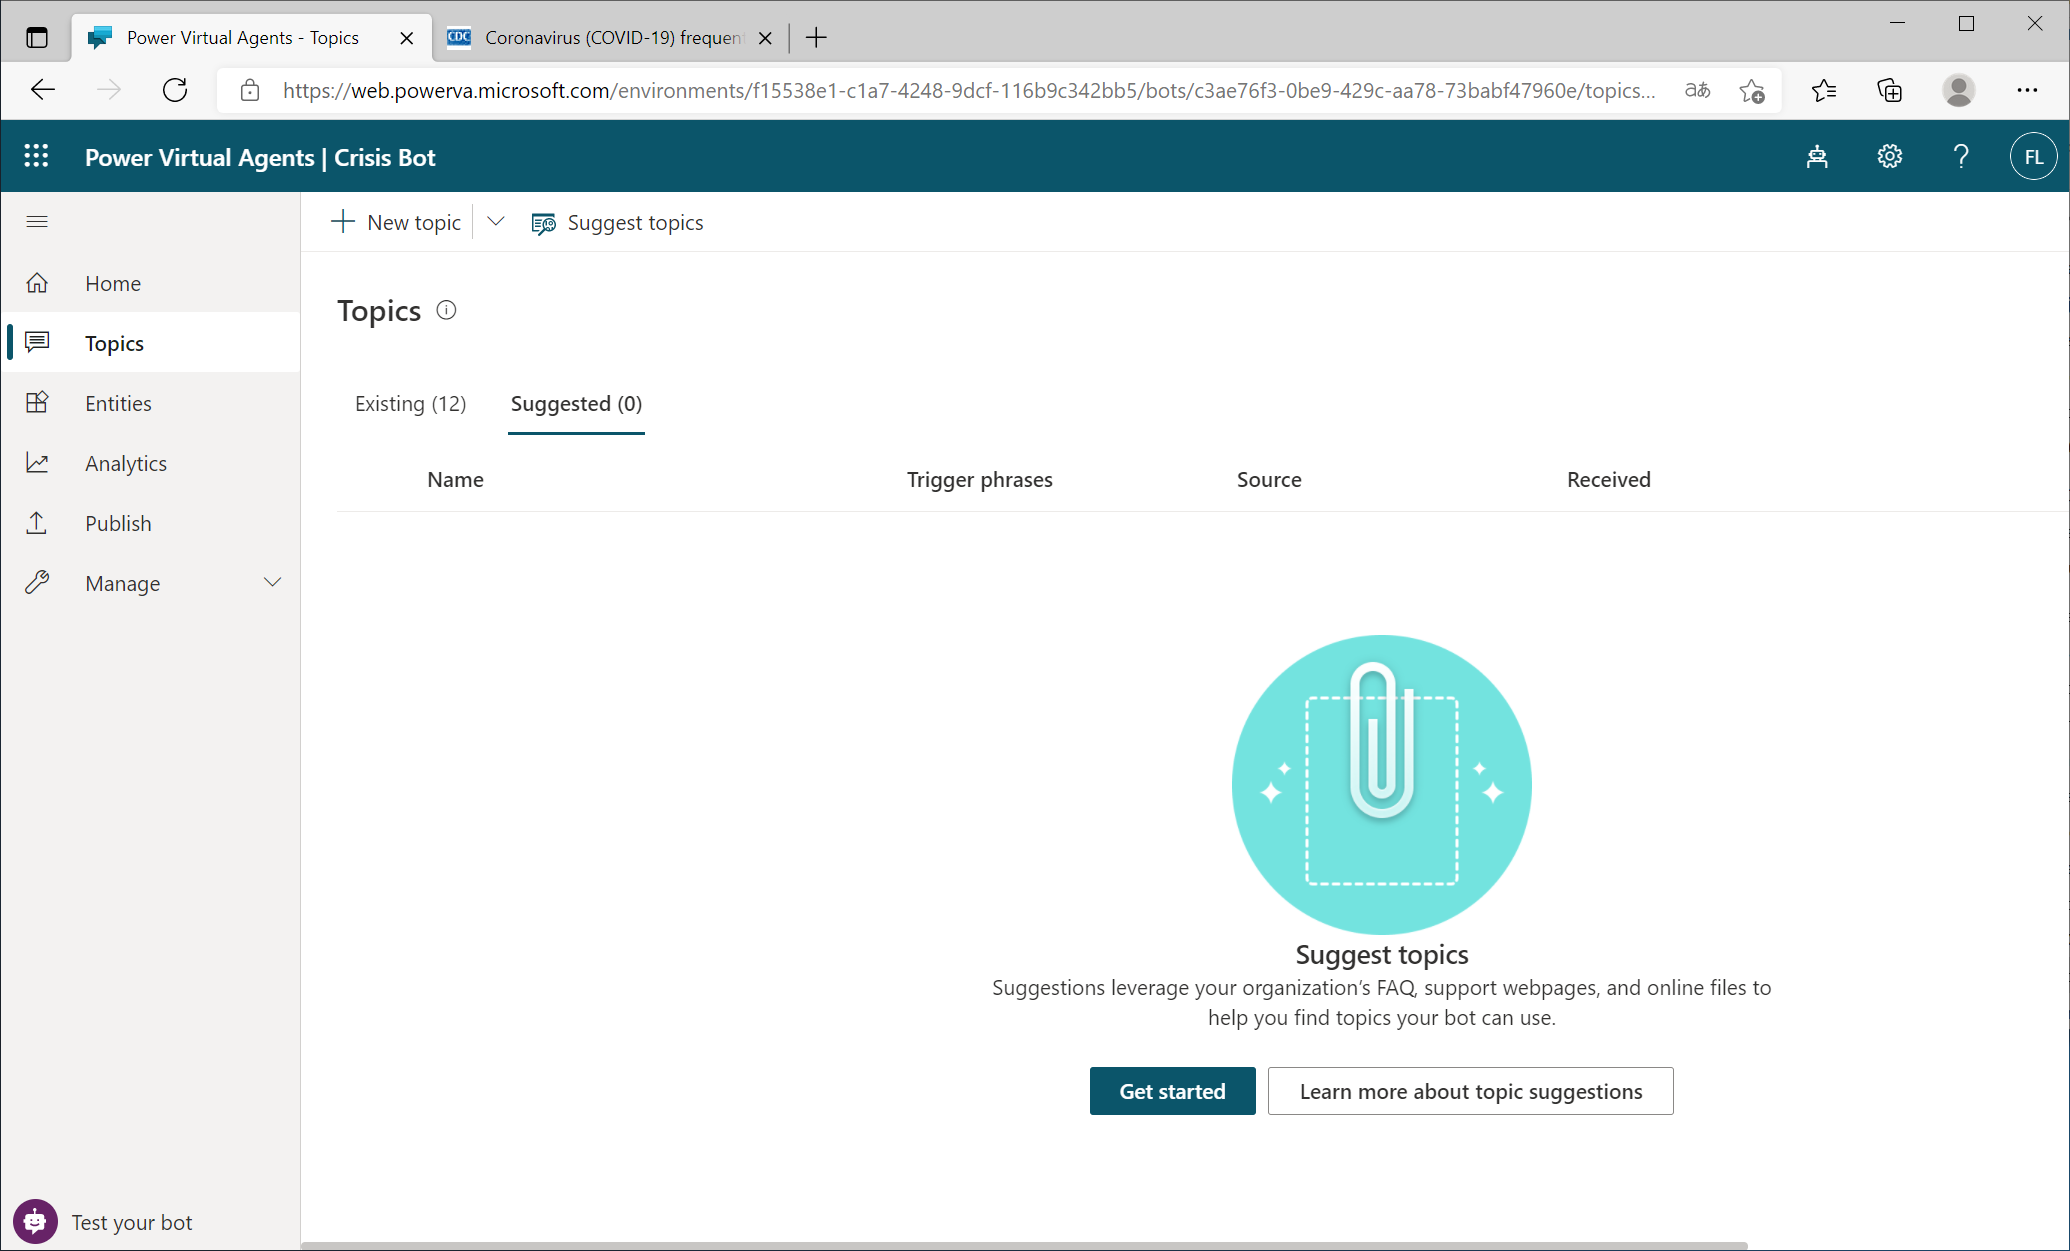 Power Virtual Agents - Topics
CDC
Coronavirus (COVID-19) frequen
https://web.powerva.microsoft.com/environments/f15538e1-c1a7-4248-9dcf-116b9c342bb5/bots/c3ae76f3-0be9-429c-aa78-73babf47960e/topics...
aあ
Power Virtual Agents | Crisis Bot
FL
New topic
Suggest topics
Home
Topics
Entities
Analytics
Publish
Manage
Topics
Existing (12)
Suggested (0)
Name
Trigger phrases
Source
Received
Suggest topics
Suggestions leverage your organization's FAQ, support webpages, and online files to
help you find topics your bot can use.
Get started
Learn more about topic suggestions
Test your bot